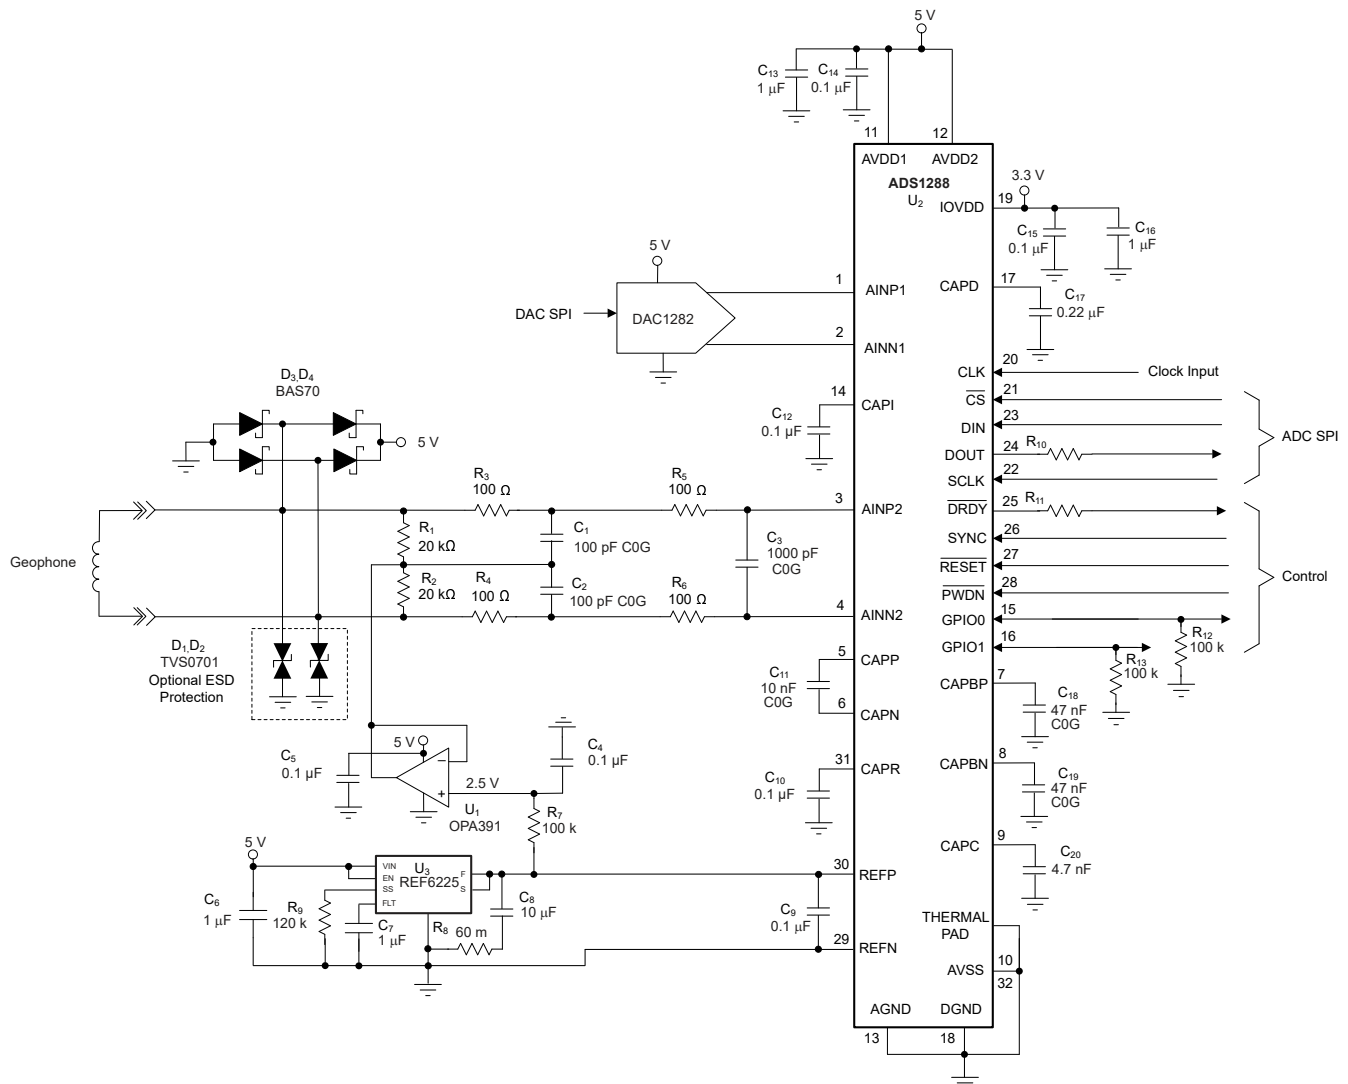 5 V
C13
1 μF
C14
0.1 μF
11
12
AVDD1
AVDD2
ADS1288
U2
3.3 V
19
IOVDD
C15
0.1 μF
C16
1 μF
5 V
DAC SPI
DAC1282
1
AINP1
2
AINN1
CAPD
17
C17
0.22 μF
CLK
20
Clock Input
CS
21
DIN
23
DOUT
24
R10
SCLK
22
ADC SPI
DRDY
25
R11
SYNC
26
RESET
27
PWDN
28
GPIO0
15
R12
100 k
GPIO1
16
R13
100 k
Control
14
CAPI
C12
0.1 μF
D3,D4
BAS70
5 V
Geophone
R3
100 Ω
R5
100 Ω
3
AINP2
R1
20 kΩ
C1
100 pF C0G
C3
1000 pF
C0G
R2
20 kΩ
R4
100 Ω
C2
100 pF C0G
R6
100 Ω
4
AINN2
D1,D2
TVS0701
Optional ESD
Protection
5
CAPP
C11
10 nF
C0G
6
CAPN
CAPBP
7
C18
47 nF
C0G
C5
0.1 μF
5 V
−
+
2.5 V
U1
OPA391
C4
0.1 μF
R7
100 k
31
CAPR
C10
0.1 μF
CAPBN
8
C19
47 nF
C0G
CAPC
9
C20
4.7 nF
5 V
C6
1 μF
VIN
EN
SS
FLT
U3
REF6225
F
S
R9
120 k
C7
1 μF
R8
60 m
C8
10 μF
30
REFP
C9
0.1 μF
29
REFN
THERMAL
PAD
AVSS
10
32
AGND
DGND
13
18